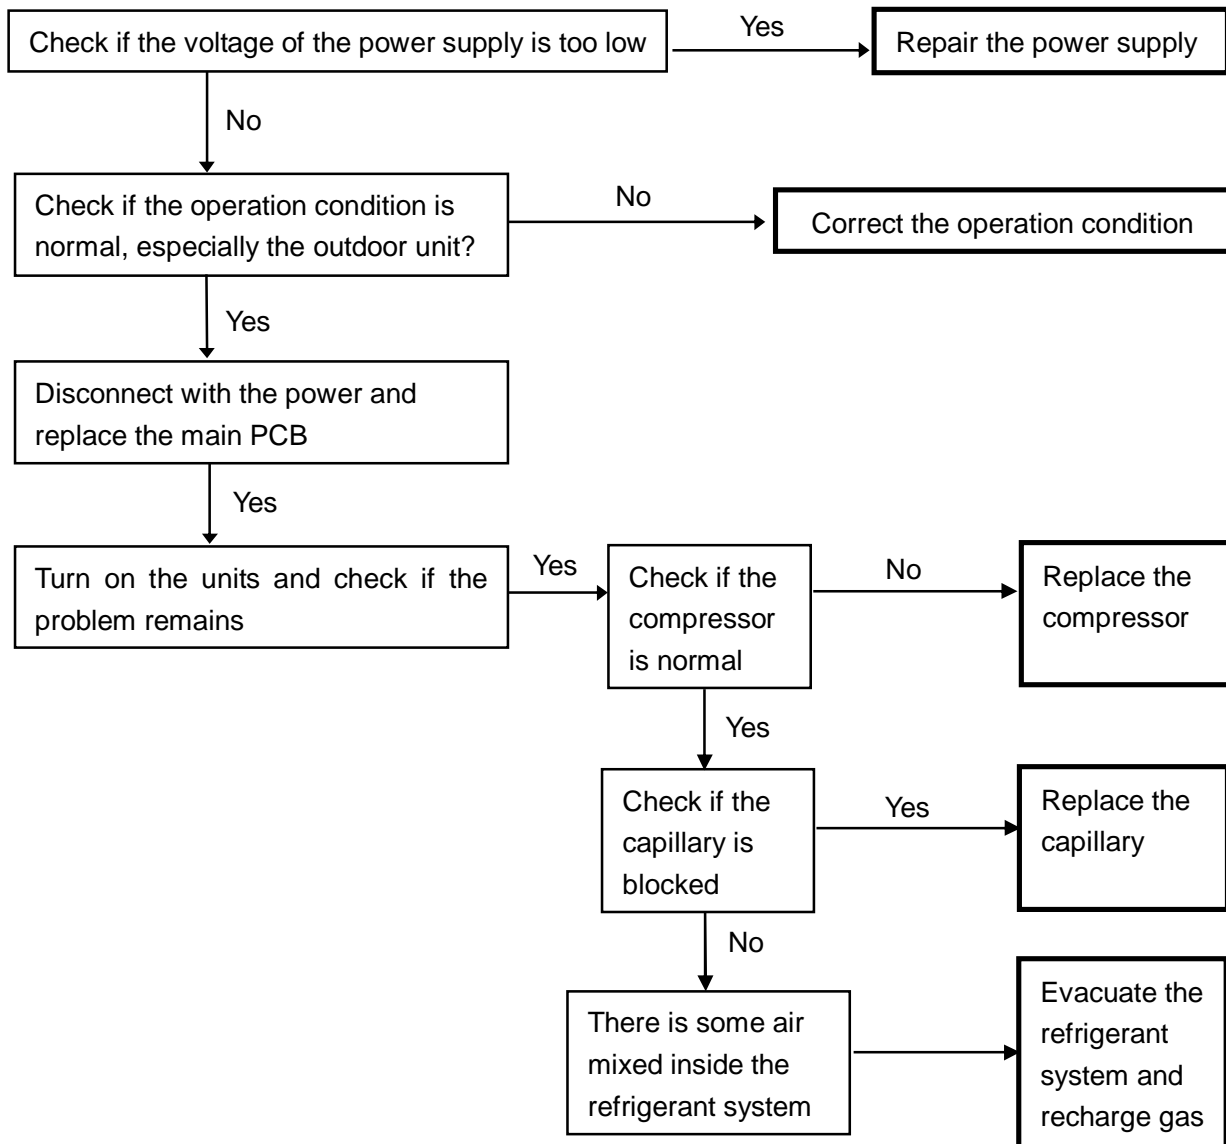 Check if the voltage of the power supply is too low
Yes
Repair the power supply
No
Check if the operation condition is
normal, especially the outdoor unit?
No
Correct the operation condition
Yes
Disconnect with the power and
replace the main PCB
Yes
Turn on the units and check if the
problem remains
Yes
Check if the
compressor
is normal
No
Replace the
compressor
Yes
Check if the
capillary is
blocked
Yes
Replace the
capillary
No
There is some air
mixed inside the
refrigerant system
Evacuate the
refrigerant
system and
recharge gas